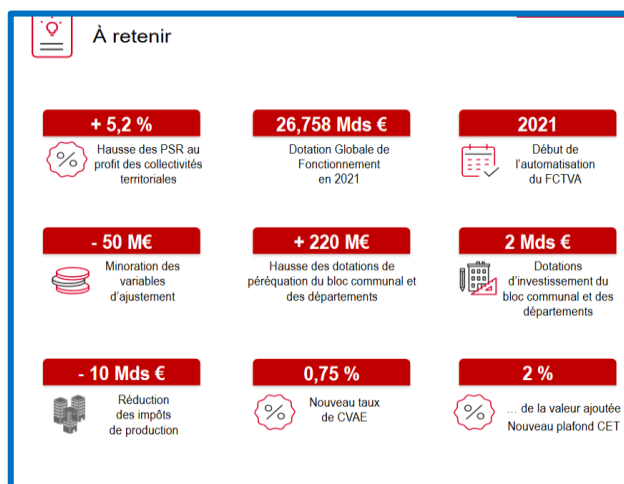 À retenir
+ 5,2 %
Hausse des PSR au
profit des collectivités
territoriales
26,758 Mds €
Dotation Globale de
Fonctionnement
en 2021
2021
Début de
l'automatisation
du FCTVA
- 50 M€
Minoration des
variables
d'ajustement
+ 220 M€
Hausse des dotations de
péréquation du bloc communal et
des départements
2 Mds €
Dotations
d'investissement du
bloc communal et des
départements
- 10 Mds €
Réduction
des impôts
de production
0,75 %
Nouveau taux
de CVAE
2 %
... de la valeur ajoutée
Nouveau plafond CET